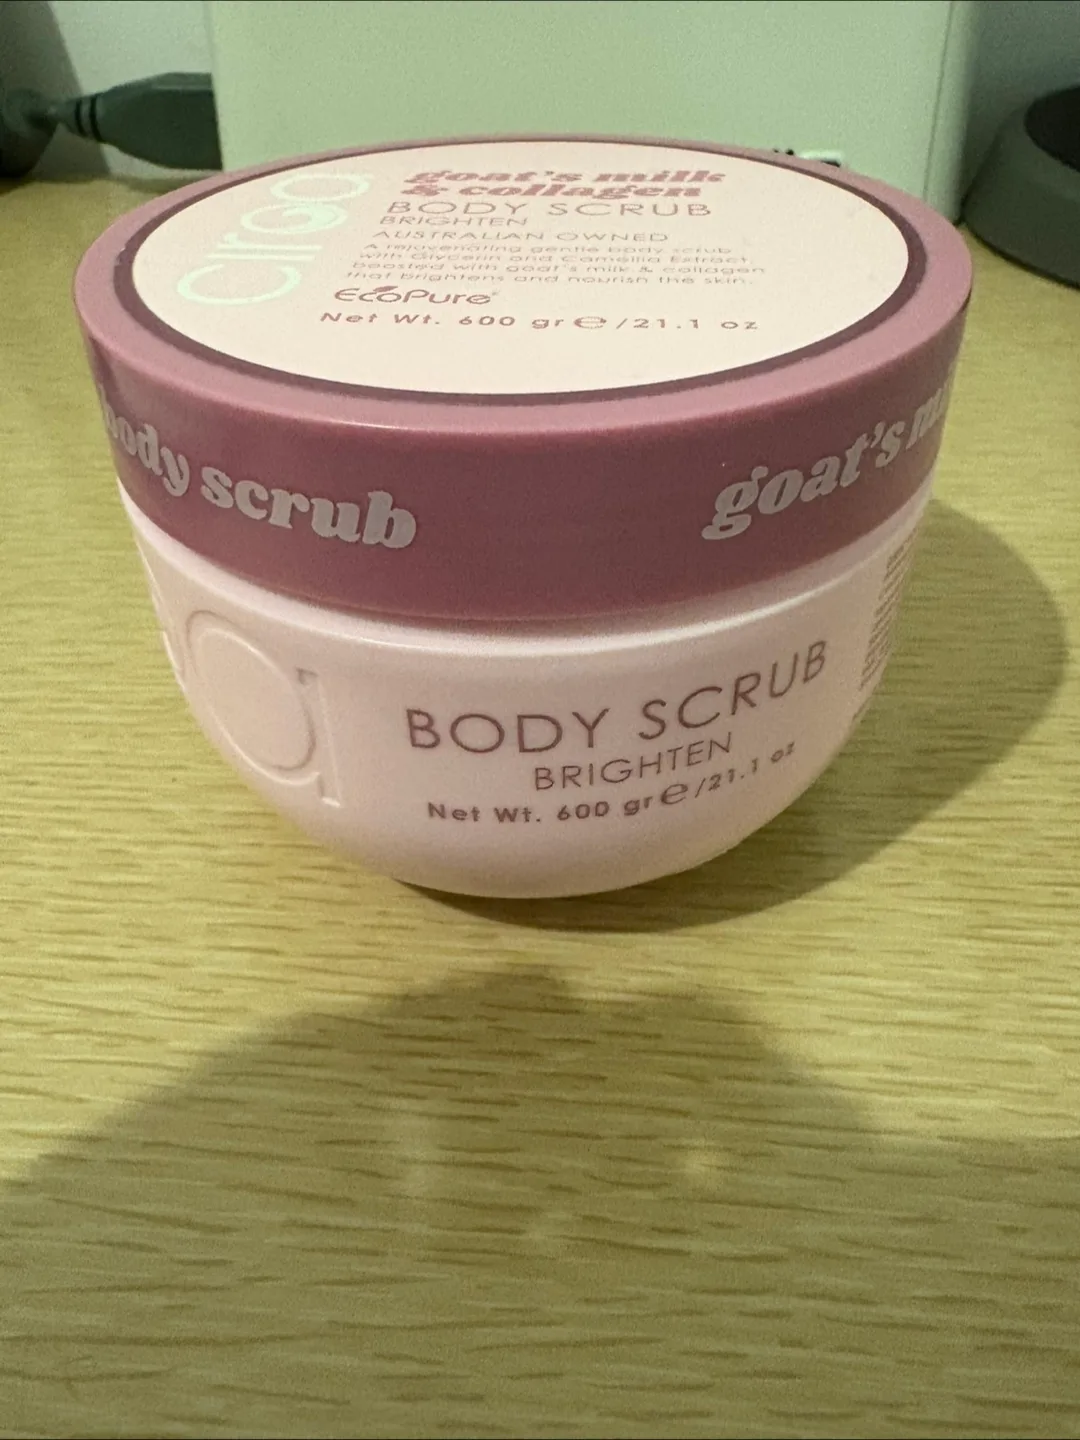 Circa
goat's milk
& collagen
BODY SCRUB
BRIGHTEN
AUSTRALIAN OWNED
A rejuvenating gentle body scrub
with Glycerin and Camellia Extract,
boosted with goat's milk & collagen
that brightens and nourish the skin.
EcoPure
Net Wt. 600 gr ℮ /21.1 oz
body scrub
goat's
BODY SCRUB
BRIGHTEN
Net Wt. 600 gr ℮ /21.1 oz